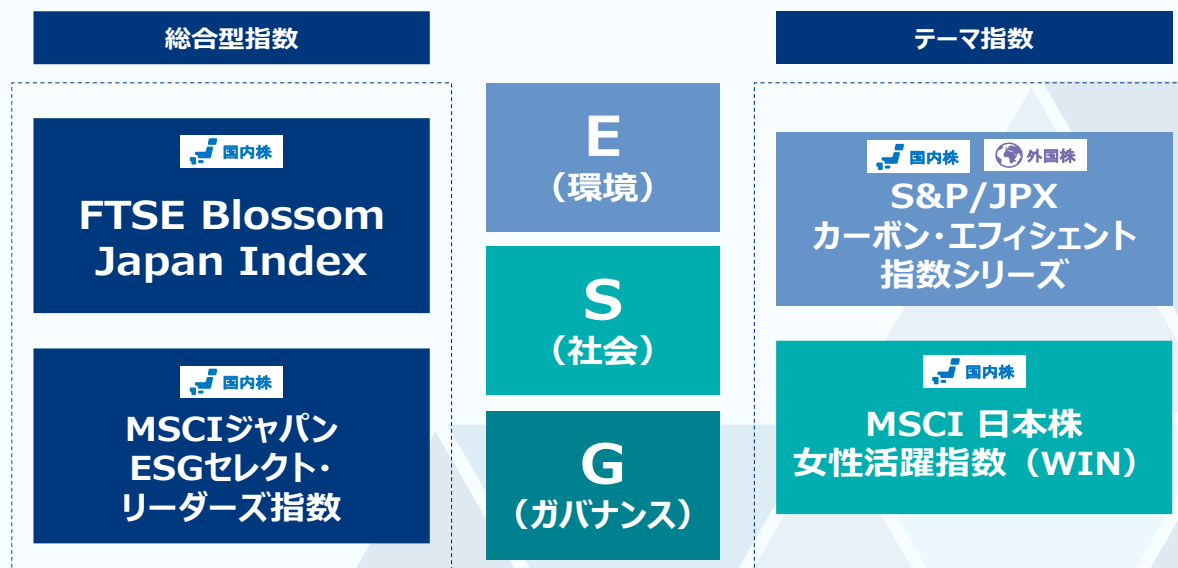 総合型指数
国内株
FTSE Blossom
Japan Index
国内株
MSCIジャパン
ESGセレクト・
リーダーズ指数
E
（環境）
S
（社会）
G
（ガバナンス）
テーマ指数
国内株 外国株
S&P/JPX
カーボン・エフィシェント
指数シリーズ
国内株
MSCI 日本株
女性活躍指数（WIN）